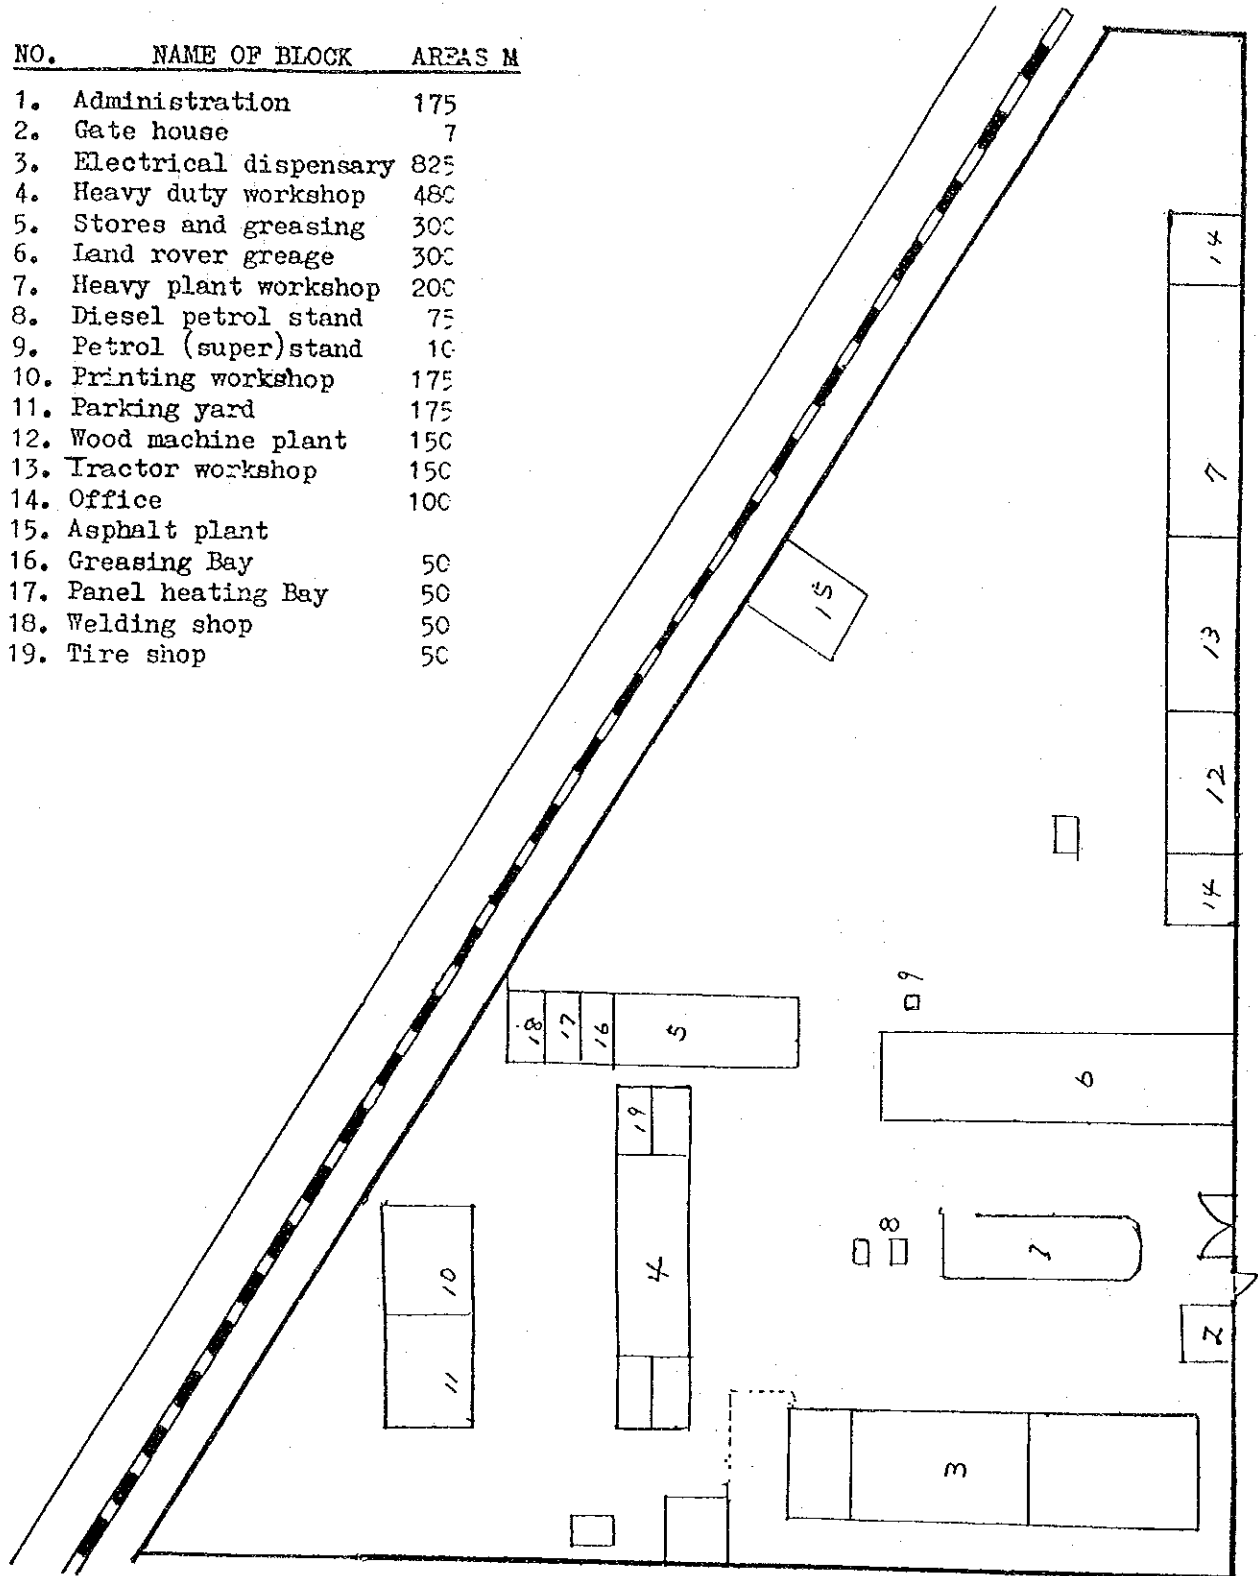 NO. NAME OF BLOCK AREAS M
1. Administration 175
2. Gate house 7
3. Electrical dispensary 825
4. Heavy duty workshop 480
5. Stores and greasing 300
6. Land rover greage 300
7. Heavy plant workshop 200
8. Diesel petrol stand 75
9. Petrol (super)stand 10
10. Printing workshop 175
11. Parking yard 175
12. Wood machine plant 150
13. Tractor workshop 150
14. Office 100
15. Asphalt plant
16. Greasing Bay 50
17. Panel heating Bay 50
18. Welding shop 50
19. Tire shop 50
14
7
15
13
12
14
9
18
17
16
5
6
19
4
8
1
10
11
2
3